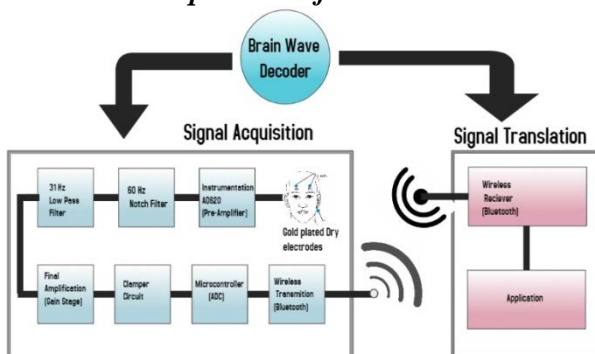 Brain Wave
Decoder
Signal Acquisition
31 Hz
Low Pass
Filter
60 Hz
Notch Filter
Instrumentation
AD620
(Pre-Amplifier)
Gold plated Dry
electrodes
Final
Amplification
(Gain Stage)
Clamper
Circuit
Microcontroller
(ADC)
Wireless
Transmition
(Bluetooth)
Signal Translation
Wireless
Reciever
(Bluetooth)
Application